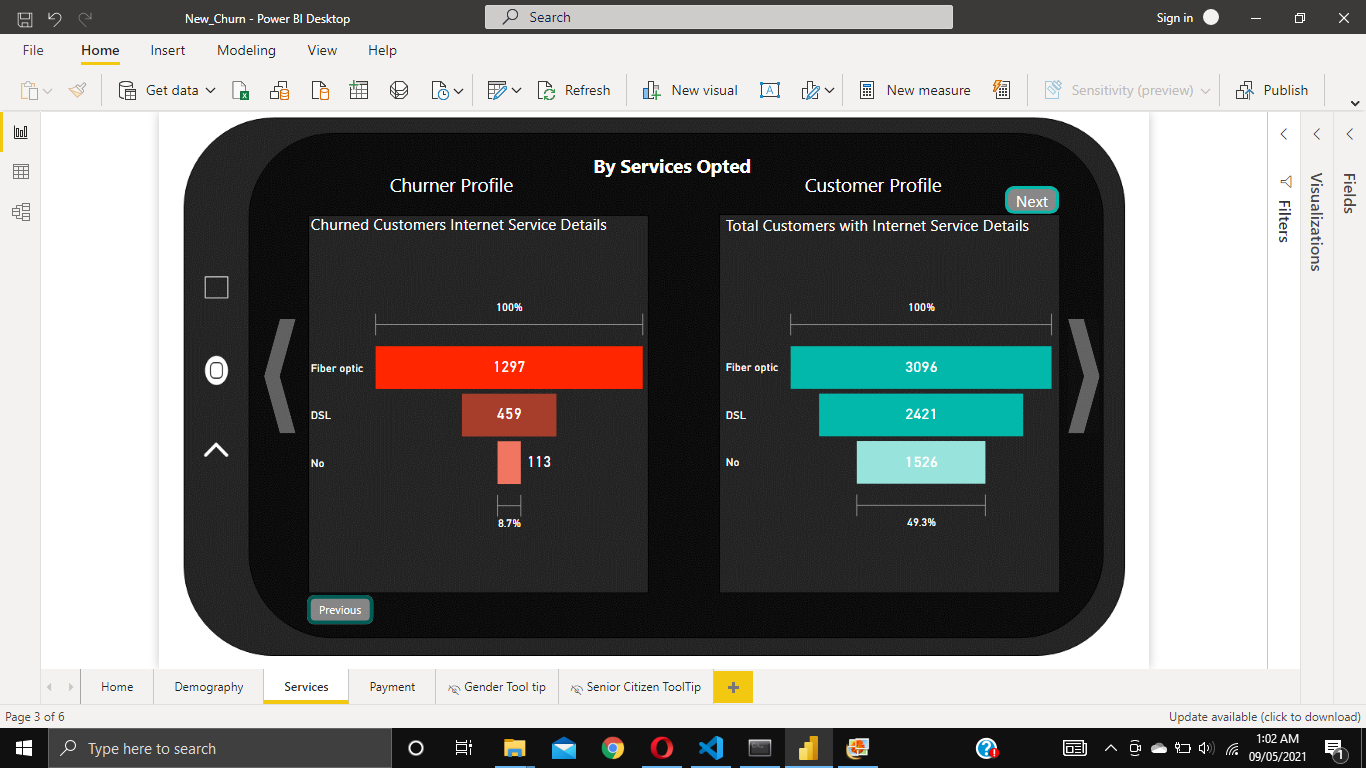 New_Churn - Power BI Desktop
Search
Sign in
File Home Insert Modeling View Help
Get data Refresh New visual A New measure Sensitivity (preview) Publish
By Services Opted
Churner Profile
Customer Profile
Next
Churned Customers Internet Service Details
100%
Fiber optic 1297
DSL 459
No 113
8.7%
Total Customers with Internet Service Details
100%
Fiber optic 3096
DSL 2421
No 1526
49.3%
Previous
Filters
Visualizations
Fields
Home Demography Services Payment Gender Tool tip Senior Citizen ToolTip +
Page 3 of 6
Update available (click to download)
Type here to search
1:02 AM
09/05/2021
1